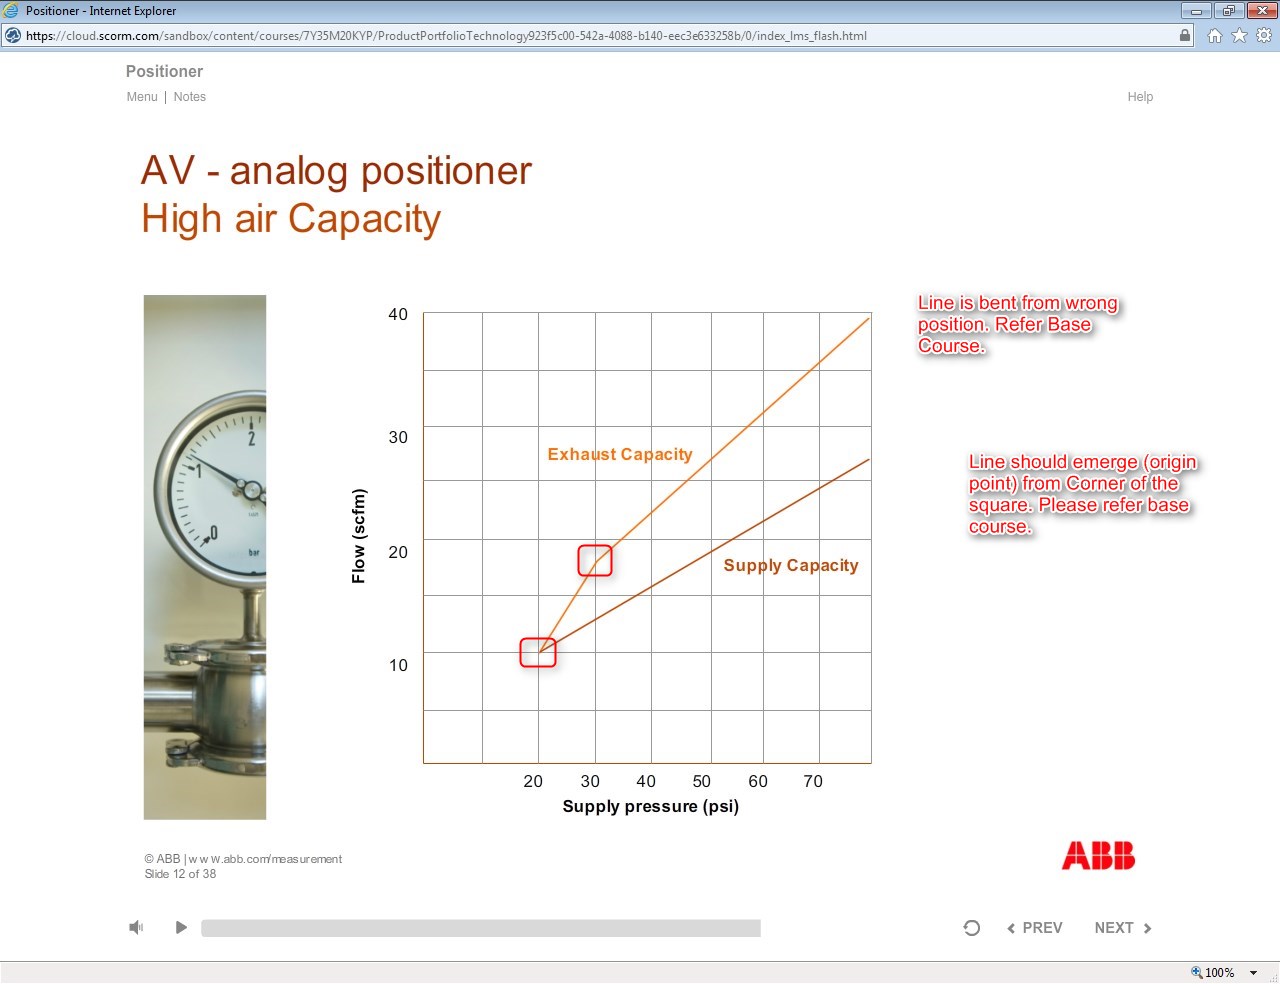 Positioner - Internet Explorer
https://cloud.scorm.com/sandbox/content/courses/7Y35M20KYP/ProductPortfolioTechnology923f5c00-542a-4088-b140-eec3e633258b/0/index_lms_flash.html
Positioner
Menu | Notes
Help
AV - analog positioner
High air Capacity
Line is bent from wrong
position. Refer Base
Course.
40
30
20
10
Flow (scfm)
Exhaust Capacity
Supply Capacity
Line should emerge (origin
point) from Corner of the
square. Please refer base
course.
2
1
0
bar
20 30 40 50 60 70
Supply pressure (psi)
© ABB | www.abb.com/measurement
Slide 12 of 38
ABB
PREV
NEXT
100%